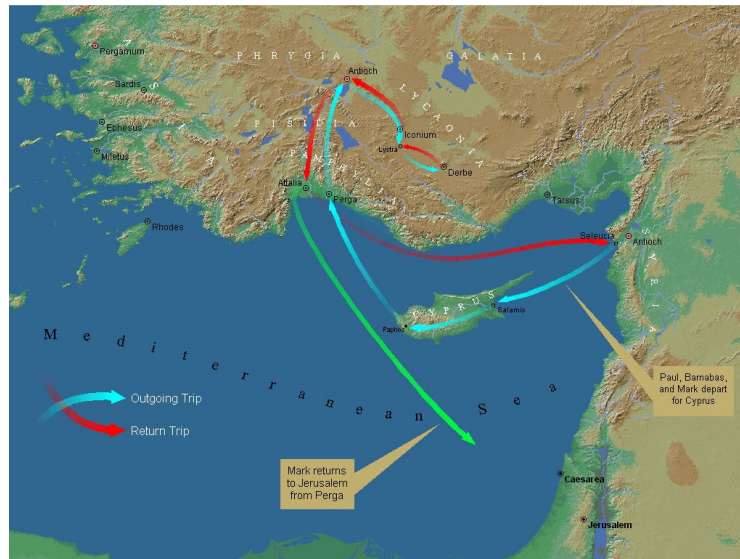 Pergamum
PHRYGIA
GALATIA
Antioch
Sardis
ASIA
LYCAONIA
Ephesus
PISIDIA
Iconium
Miletus
Lystra
PAMPHYLIA
Derbe
Attalia
Perga
Tarsus
Rhodes
Seleucia
Antioch
SYRIA
CYPRUS
Salamis
Paphos
Mediterranean Sea
Paul, Barnabas,
and Mark depart
for Cyprus
Outgoing Trip
Return Trip
Mark returns
to Jerusalem
from Perga
Caesarea
Jerusalem